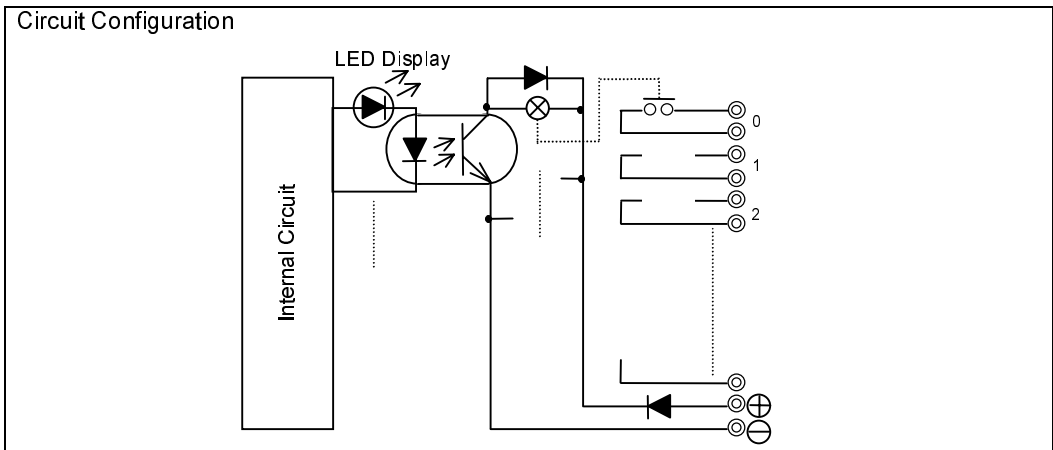 Circuit Configuration
LED Display
Internal Circuit
0
1
2